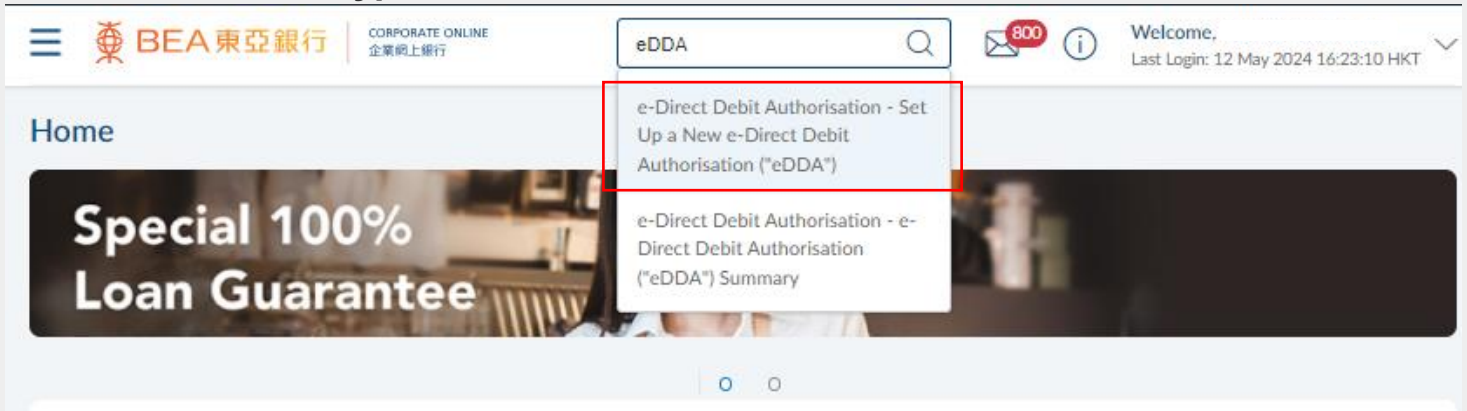 BEA東亞銀行
CORPORATE ONLINE
企業網上銀行
eDDA
800
Welcome,
Last Login: 12 May 2024 16:23:10 HKT
e-Direct Debit Authorisation - Set
Up a New e-Direct Debit
Authorisation ("eDDA")
e-Direct Debit Authorisation - e-
Direct Debit Authorisation
("eDDA") Summary
Home
Special 100%
Loan Guarantee